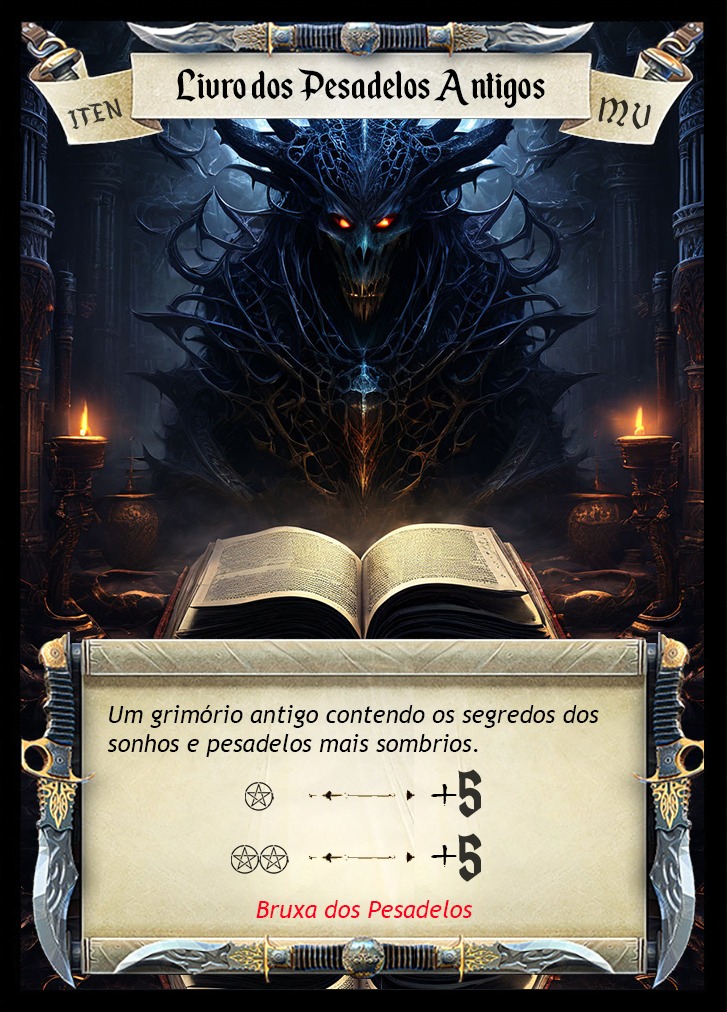 Livro dos Pesadelos Antigos
ITEN
MU
Um grimório antigo contendo os segredos dos
sonhos e pesadelos mais sombrios.
+5
+5
Bruxa dos Pesadelos